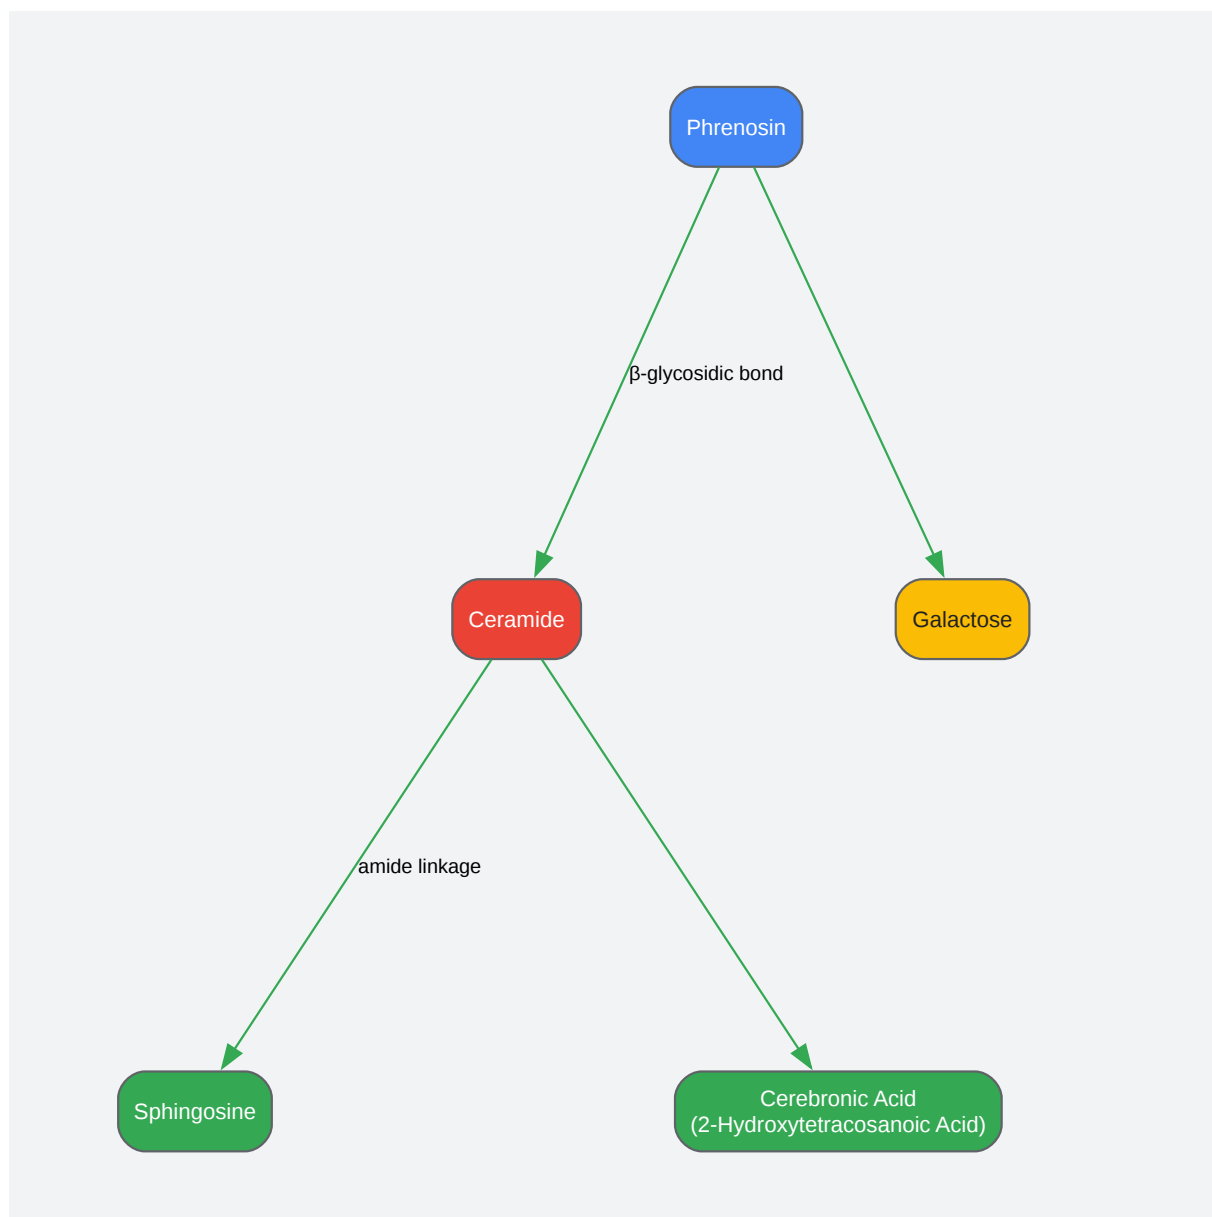 Phrenosin
β-glycosidic bond
Ceramide
Galactose
amide linkage
Sphingosine
Cerebronic Acid
(2-Hydroxytetracosanoic Acid)